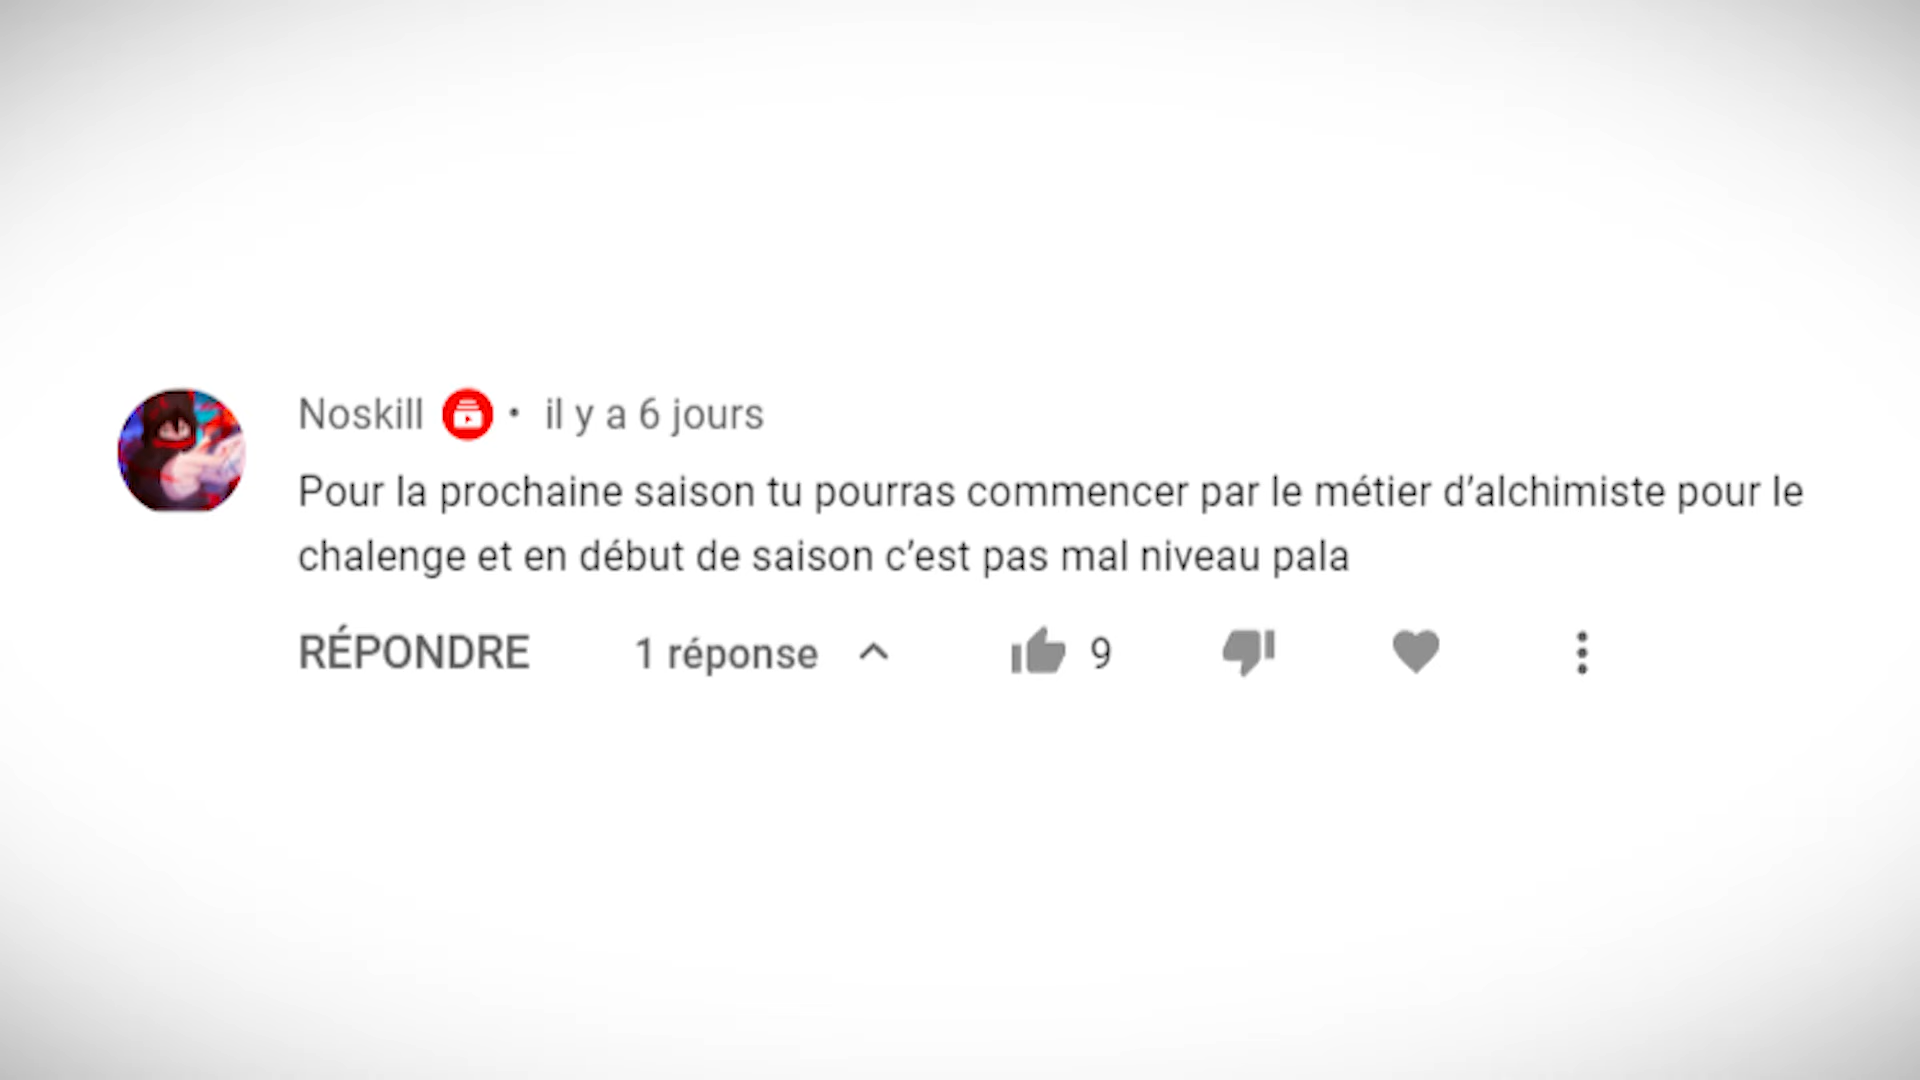 Noskill • il y a 6 jours
Pour la prochaine saison tu pourras commencer par le métier d’alchimiste pour le
chalenge et en début de saison c’est pas mal niveau pala
RÉPONDRE 1 réponse 9